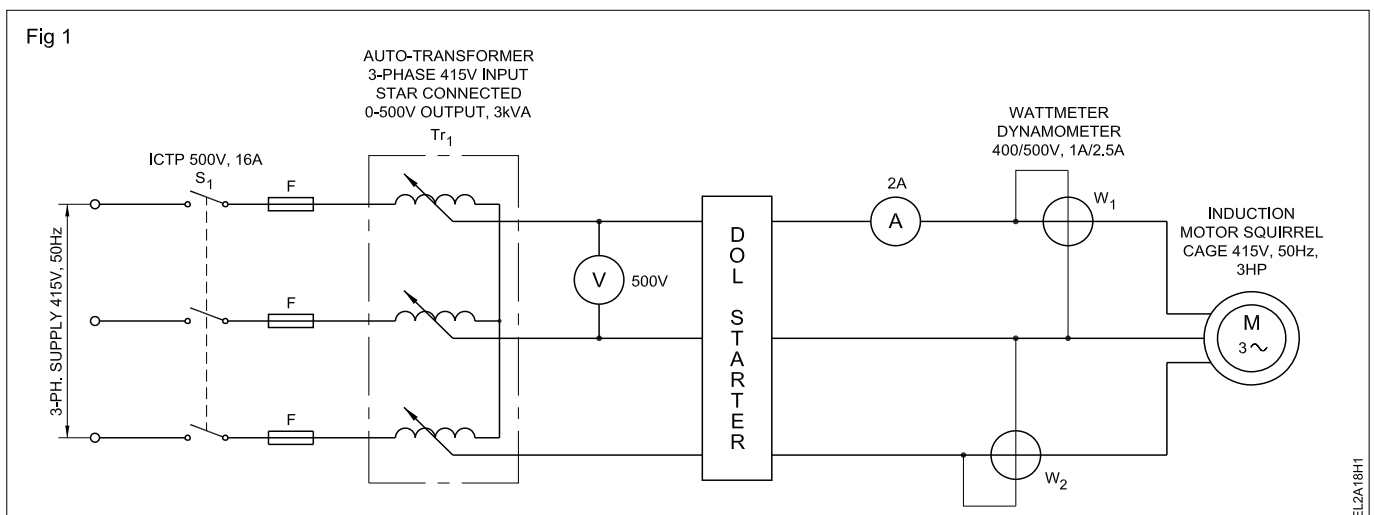 Fig 1
AUTO-TRANSFORMER
3-PHASE 415V INPUT
STAR CONNECTED
0-500V OUTPUT, 3kVA
Tr1
ICTP 500V, 16A
S1
F
F
F
3-PH. SUPPLY 415V, 50Hz
V
500V
DOL STARTER
2A
A
WATTMETER
DYNAMOMETER
400/500V, 1A/2.5A
W1
W2
INDUCTION
MOTOR SQUIRREL
CAGE 415V, 50Hz,
3HP
M
3~
EL2A18H1